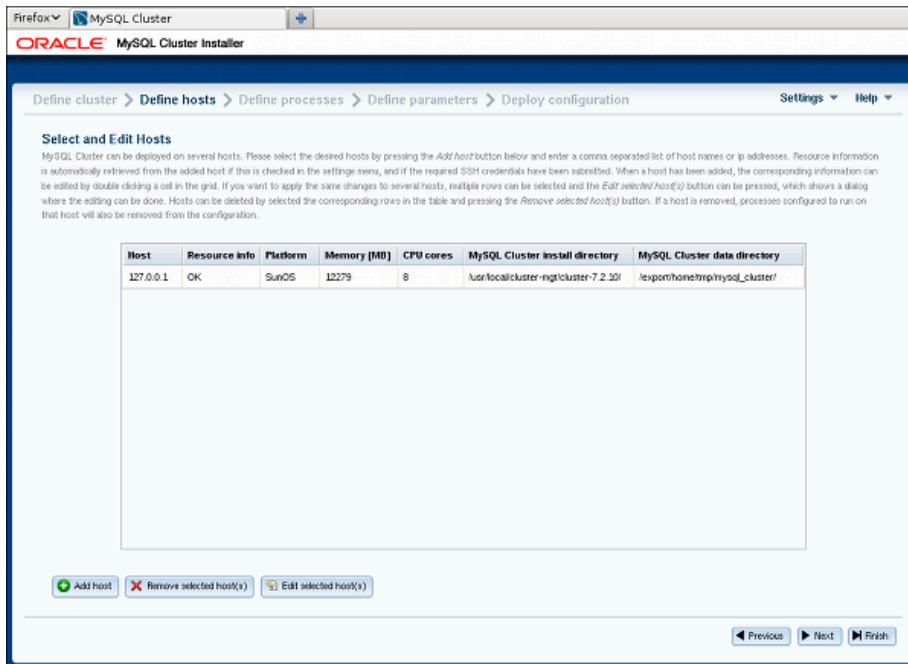 Firefox MySQL Cluster
ORACLE MySQL Cluster Installer
Define cluster Define hosts Define processes Define parameters Deploy configuration Settings Help
Select and Edit Hosts
MySQL Cluster can be deployed on several hosts. Please select the desired hosts by pressing the Add host button below and enter a comma separated list of host names or ip addresses. Resource information
is automatically retrieved from the added host if this is checked in the settings menu, and if the required SSH credentials have been submitted. When a host has been added, the corresponding information can
be edited by double clicking a cell in the grid. If you want to apply the same changes to several hosts, multiple rows can be selected and the Edit selected host(s) button can be pressed, which shows a dialog
where the editing can be done. Hosts can be deleted by selected the corresponding rows in the table and pressing the Remove selected host(s) button. If a host is removed, processes configured to run on
that host will also be removed from the configuration.
Host Resource info Platform Memory [MB] CPU cores MySQL Cluster install directory MySQL Cluster data directory
127.0.0.1 OK SunOS 12279 8 /usr/local/cluster-mgt/cluster-7.2.10/ /export/home/tmp/mysql_cluster/
Add host Remove selected host(s) Edit selected host(s)
Previous Next Finish